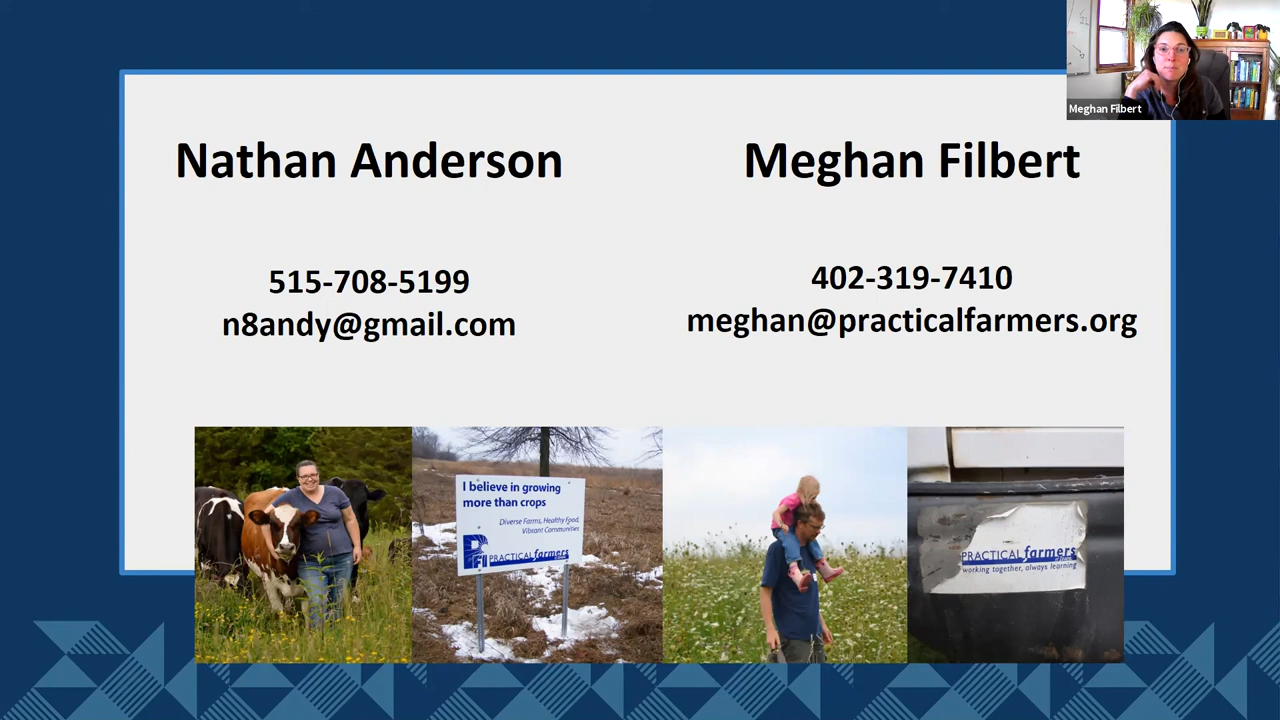 Meghan Filbert
Nathan Anderson
515-708-5199
n8andy@gmail.com
Meghan Filbert
402-319-7410
meghan@practicalfarmers.org
I believe in growing
more than crops
Diverse Farms, Healthy Food,
Vibrant Communities
PFI PRACTICAL farmers
PRACTICAL farmers
working together, always learning